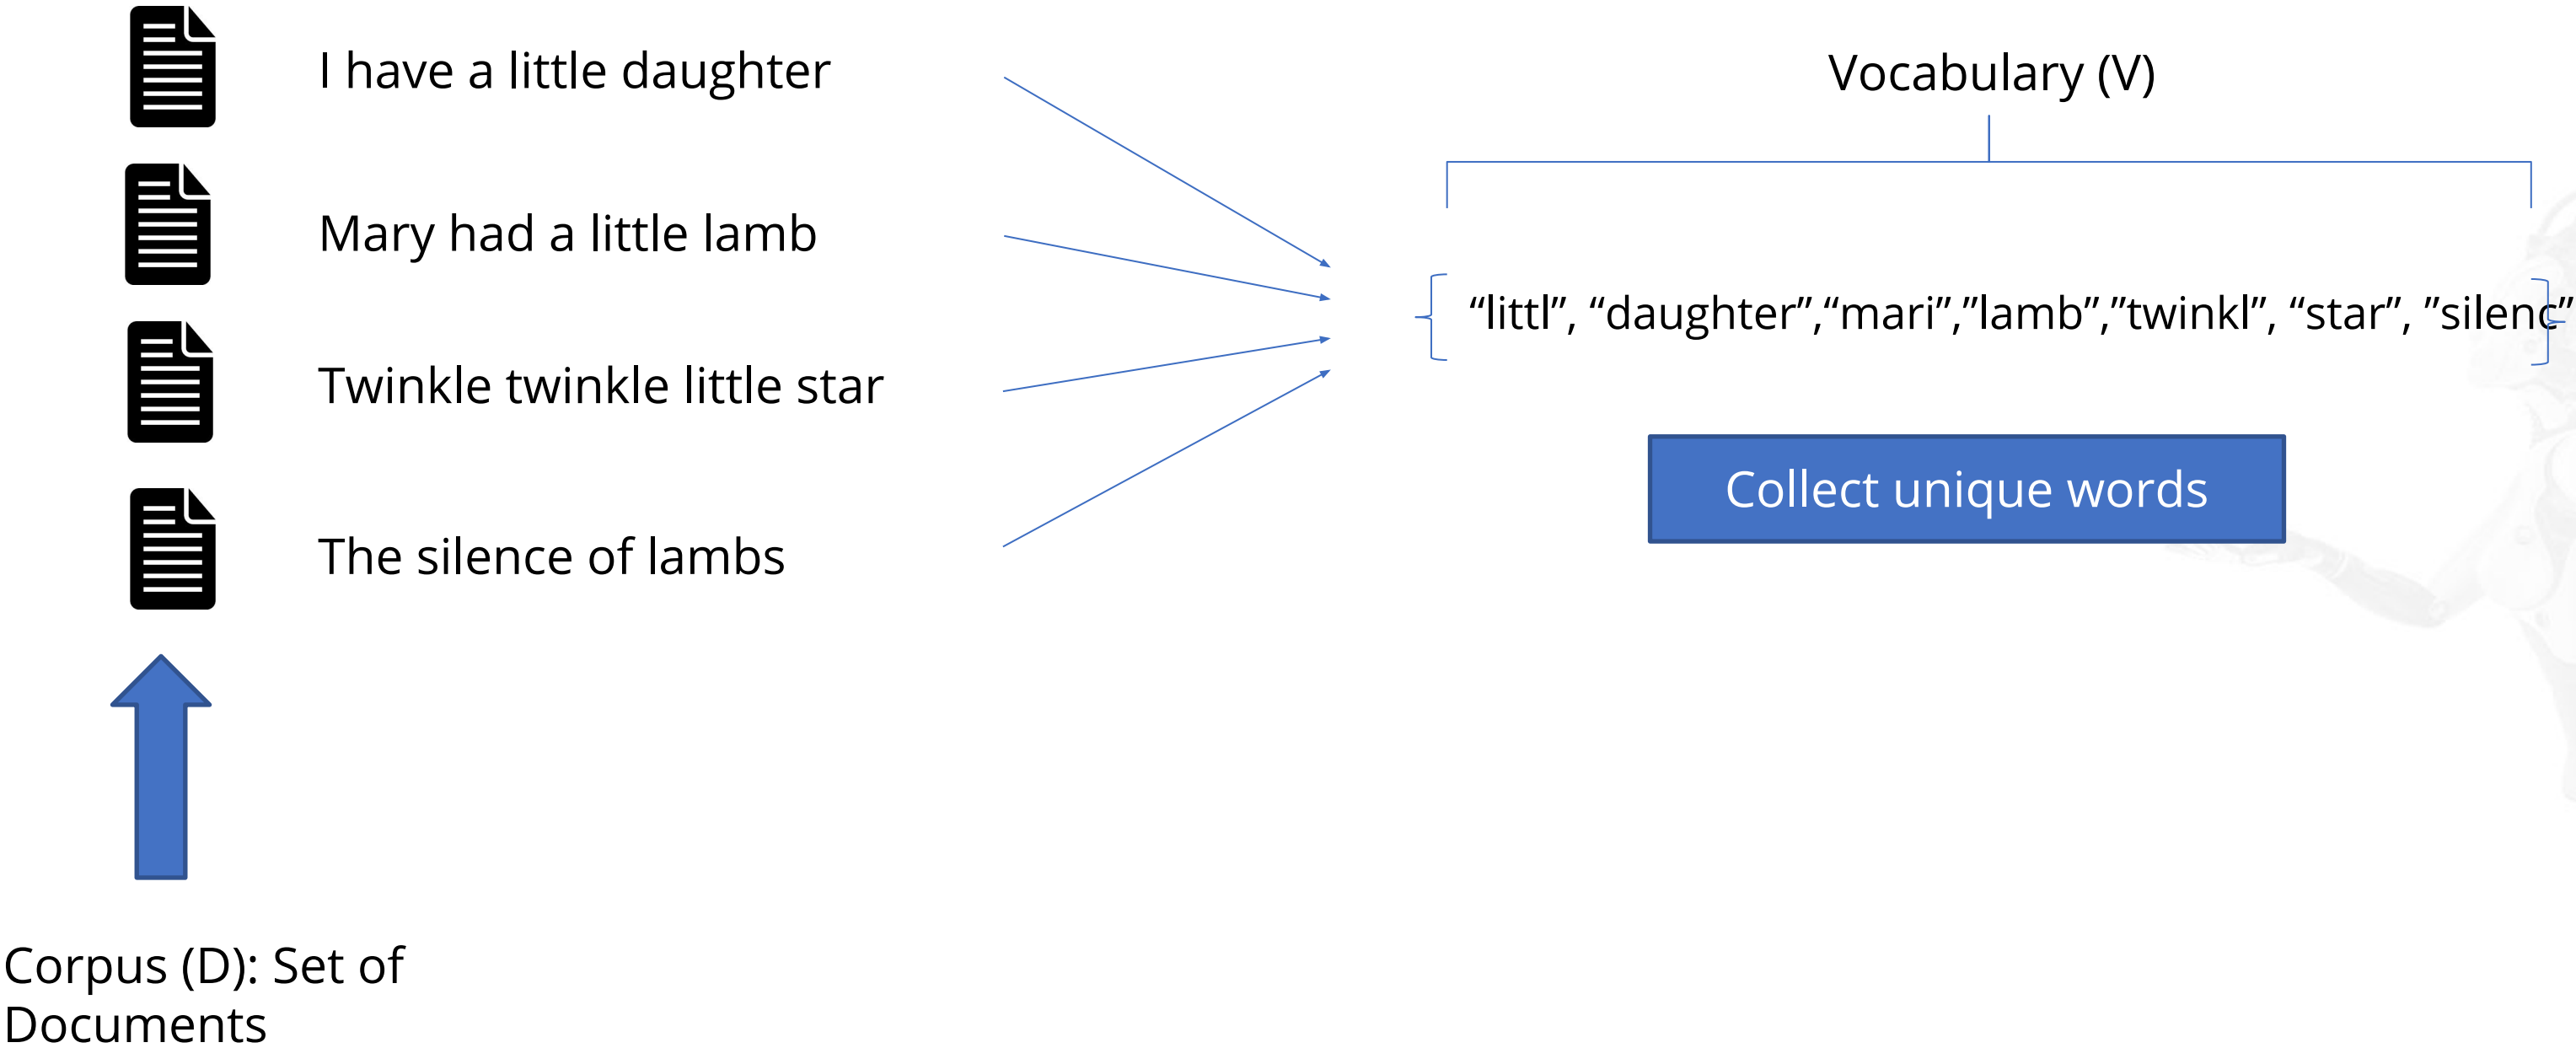 I have a little daughter
Mary had a little lamb
Twinkle twinkle little star
The silence of lambs
Corpus (D): Set of
Documents
Vocabulary (V)
“littl”, “daughter”,“mari”,”lamb”,”twinkl”, “star”, ”silenc”
Collect unique words